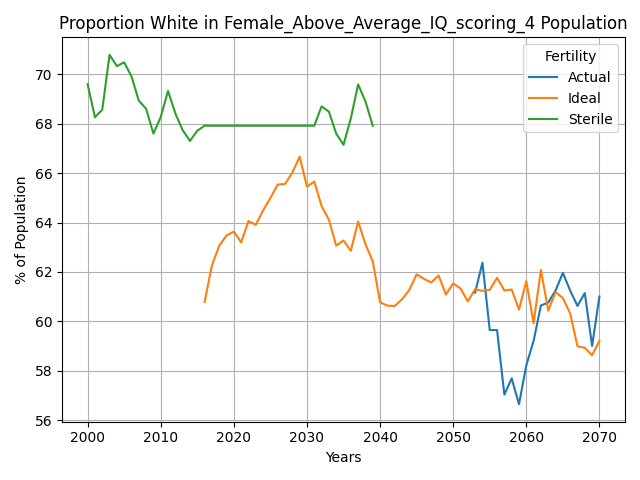 Proportion White in Female_Above_Average_IQ_scoring_4 Population
Fertility
Actual
Ideal
Sterile
% of Population
70
68
66
64
62
60
58
56
2000 2010 2020 2030 2040 2050 2060 2070
Years